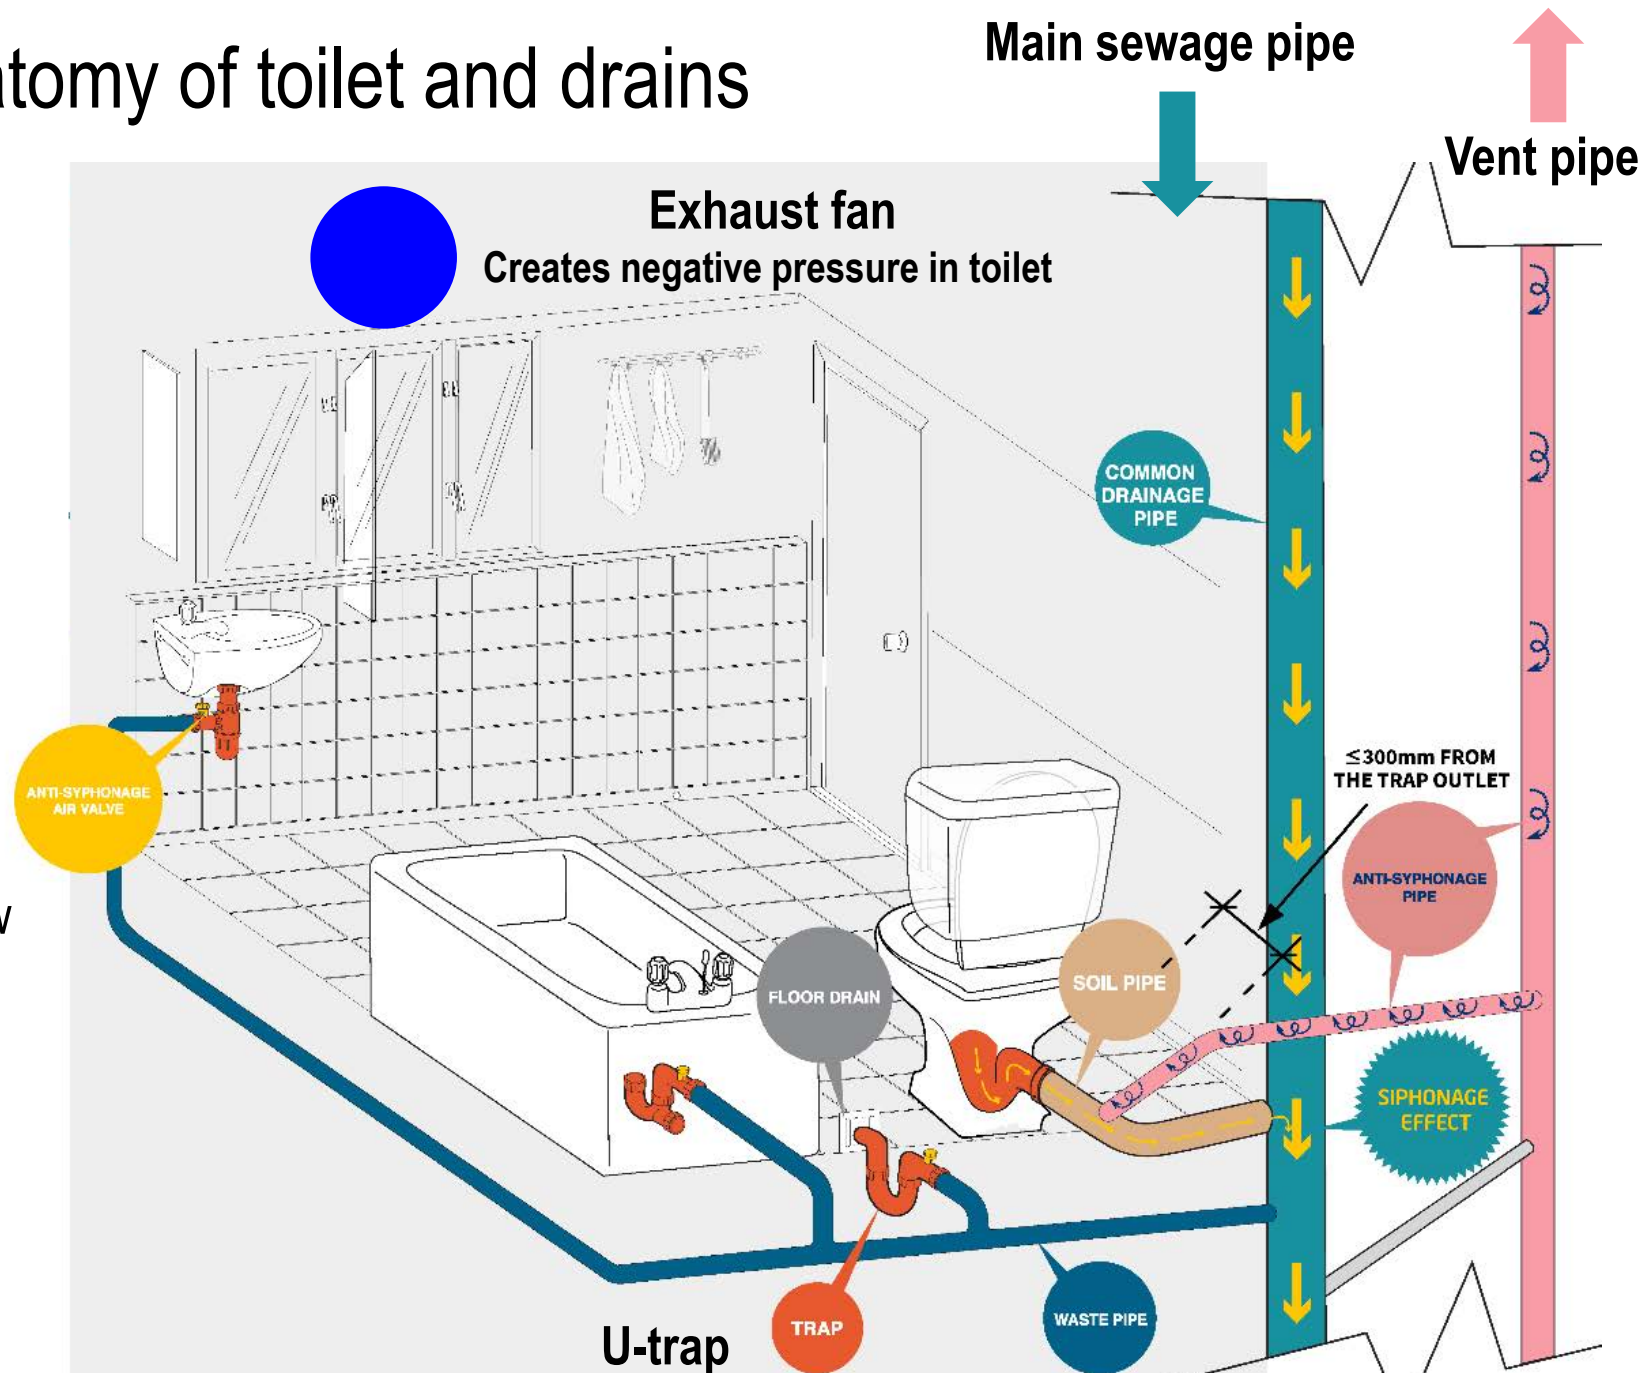 Main sewage pipe
atomy of toilet and drains
Vent pipe
Exhaust fan
Creates negative pressure in toilet
COMMON
DRAINAGE
PIPE
≤300mm FROM
THE TRAP OUTLET
ANTI-SYPHONAGE
AIR VALVE
ANTI-SYPHONAGE
PIPE
w
FLOOR DRAIN
SOIL PIPE
SIPHONAGE
EFFECT
TRAP
WASTE PIPE
U-trap